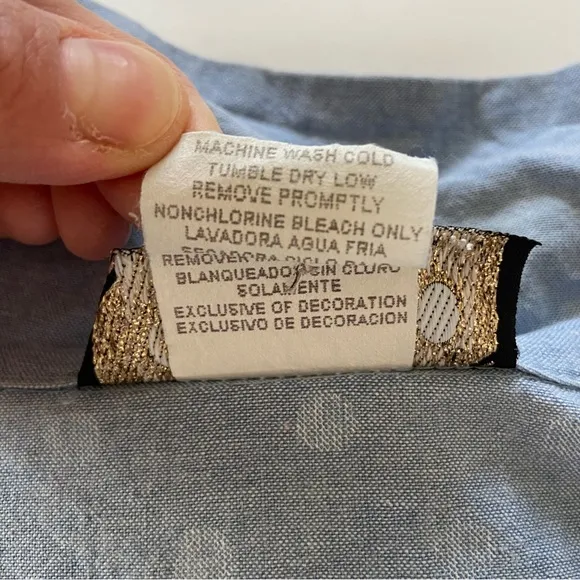 MACHINE WASH COLD
TUMBLE DRY LOW
REMOVE PROMPTLY
NONCHLORINE BLEACH ONLY
LAVADORA AGUA FRIA
BLANQUEADOR SIN CLORO
SOLAMENTE
EXCLUSIVE OF DECORATION
EXCLUSIVO DE DECORACION